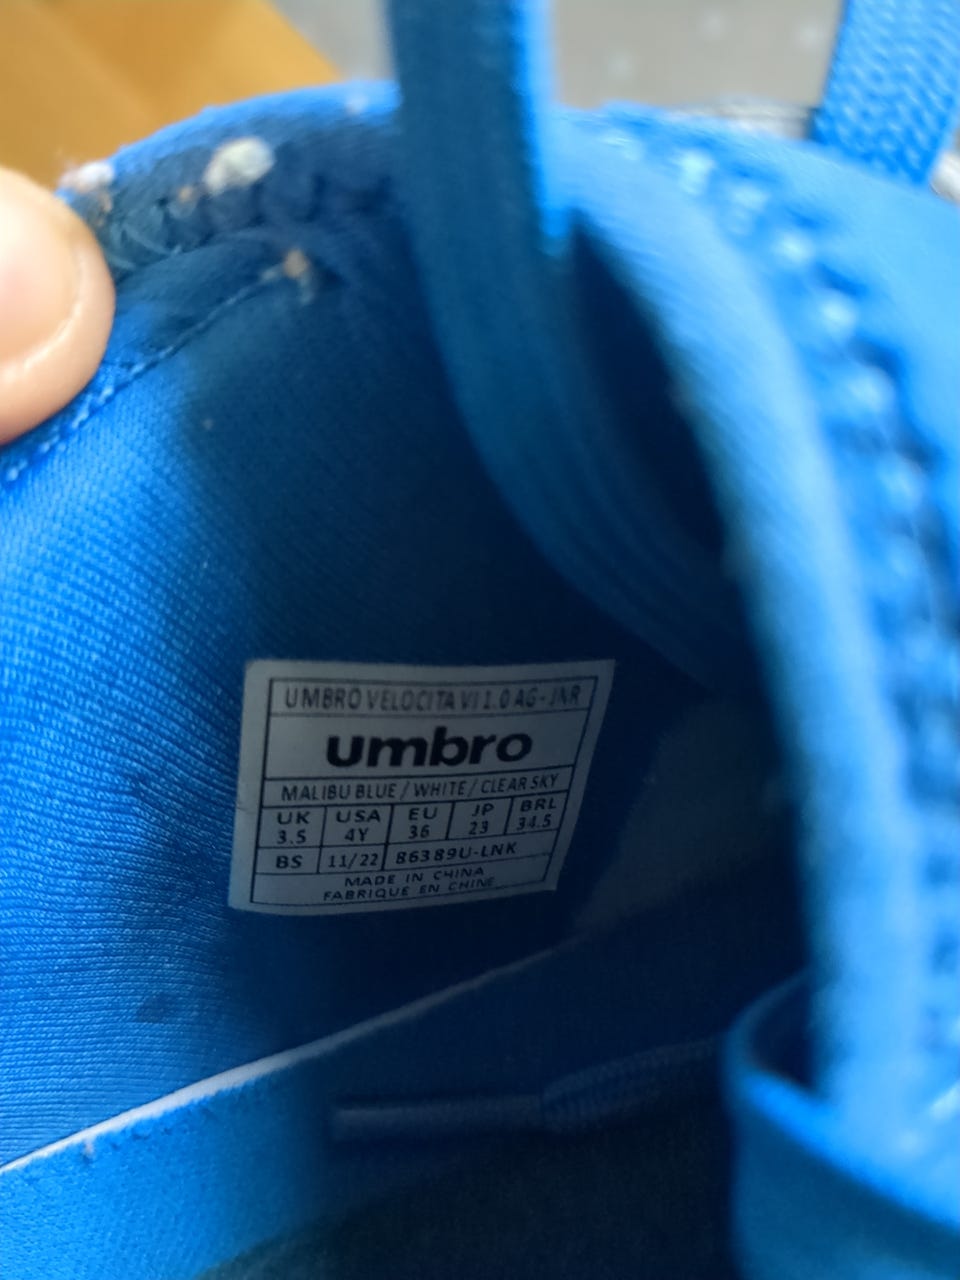 UMBRO VELOCITA VI 1.0 AG-JNR
umbro
MALIBU BLUE / WHITE / CLEAR SKY
UK USA EU JP BRL
3.5 4Y 36 23 34.5
BS 11/22 86389U-LNK
MADE IN CHINA
FABRIQUE EN CHINE